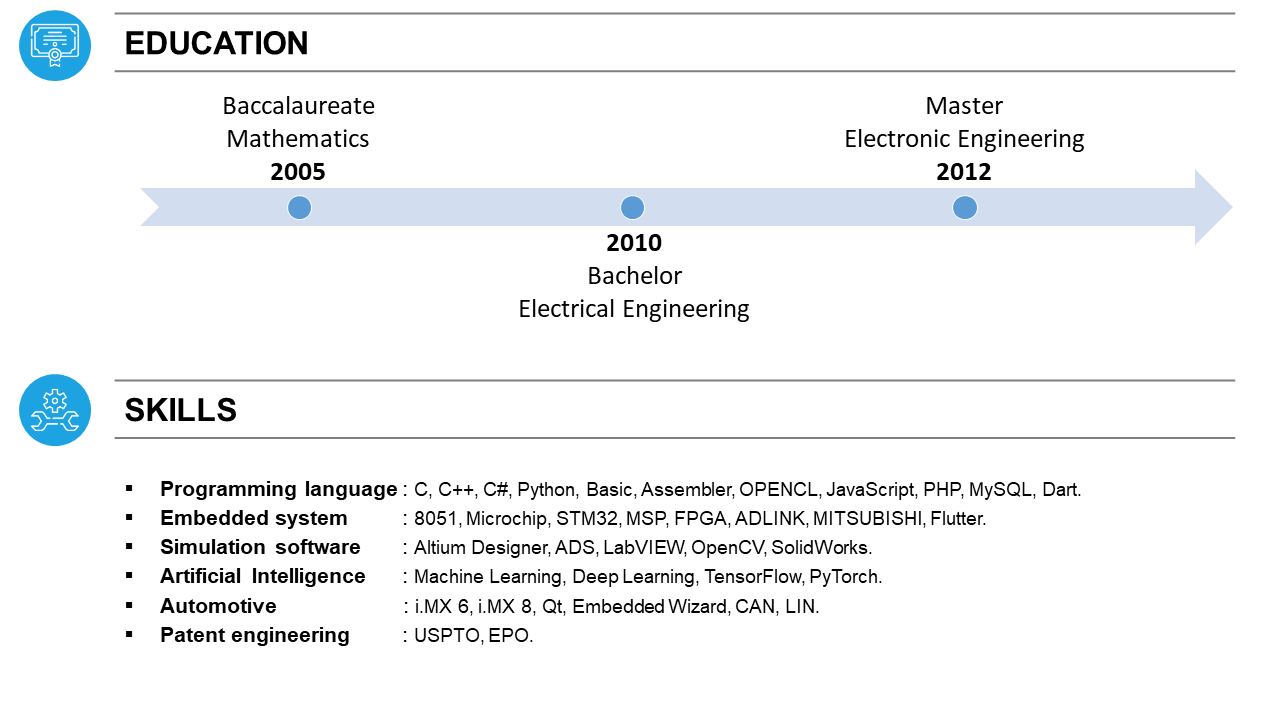 EDUCATION
Baccalaureate
Mathematics
2005
Master
Electronic Engineering
2012
2010
Bachelor
Electrical Engineering
SKILLS
▪ Programming language : C, C++, C#, Python, Basic, Assembler, OPENCL, JavaScript, PHP, MySQL, Dart.
▪ Embedded system : 8051, Microchip, STM32, MSP, FPGA, ADLINK, MITSUBISHI, Flutter.
▪ Simulation software : Altium Designer, ADS, LabVIEW, OpenCV, SolidWorks.
▪ Artificial Intelligence : Machine Learning, Deep Learning, TensorFlow, PyTorch.
▪ Automotive : i.MX 6, i.MX 8, Qt, Embedded Wizard, CAN, LIN.
▪ Patent engineering : USPTO, EPO.